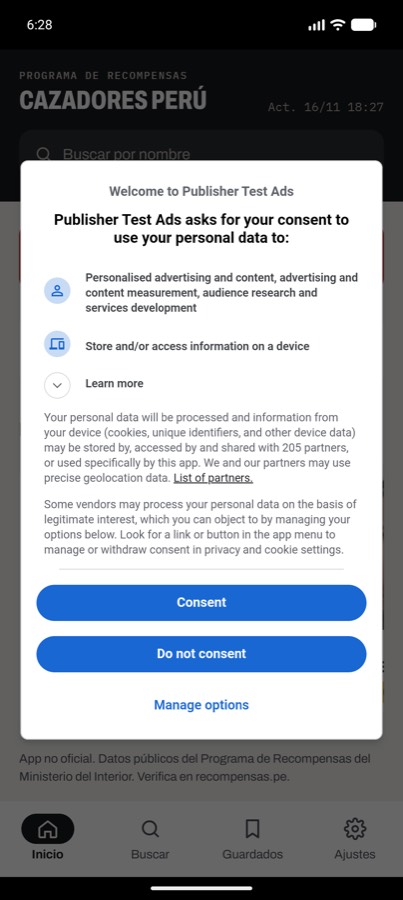 6:28
PROGRAMA DE RECOMPENSAS
CAZADORES PERÚ
Act. 16/11 18:27
Buscar por nombre
Welcome to Publisher Test Ads
Publisher Test Ads asks for your consent to
use your personal data to:
Personalised advertising and content, advertising and
content measurement, audience research and
services development
Store and/or access information on a device
Learn more
Your personal data will be processed and information from
your device (cookies, unique identifiers, and other device data)
may be stored by, accessed by and shared with 205 partners,
or used specifically by this app. We and our partners may use
precise geolocation data. List of partners.
Some vendors may process your personal data on the basis of
legitimate interest, which you can object to by managing your
options below. Look for a link or button in the app menu to
manage or withdraw consent in privacy and cookie settings.
Consent
Do not consent
Manage options
App no oficial. Datos públicos del Programa de Recompensas del
Ministerio del Interior. Verifica en recompensas.pe.
Inicio
Buscar
Guardados
Ajustes